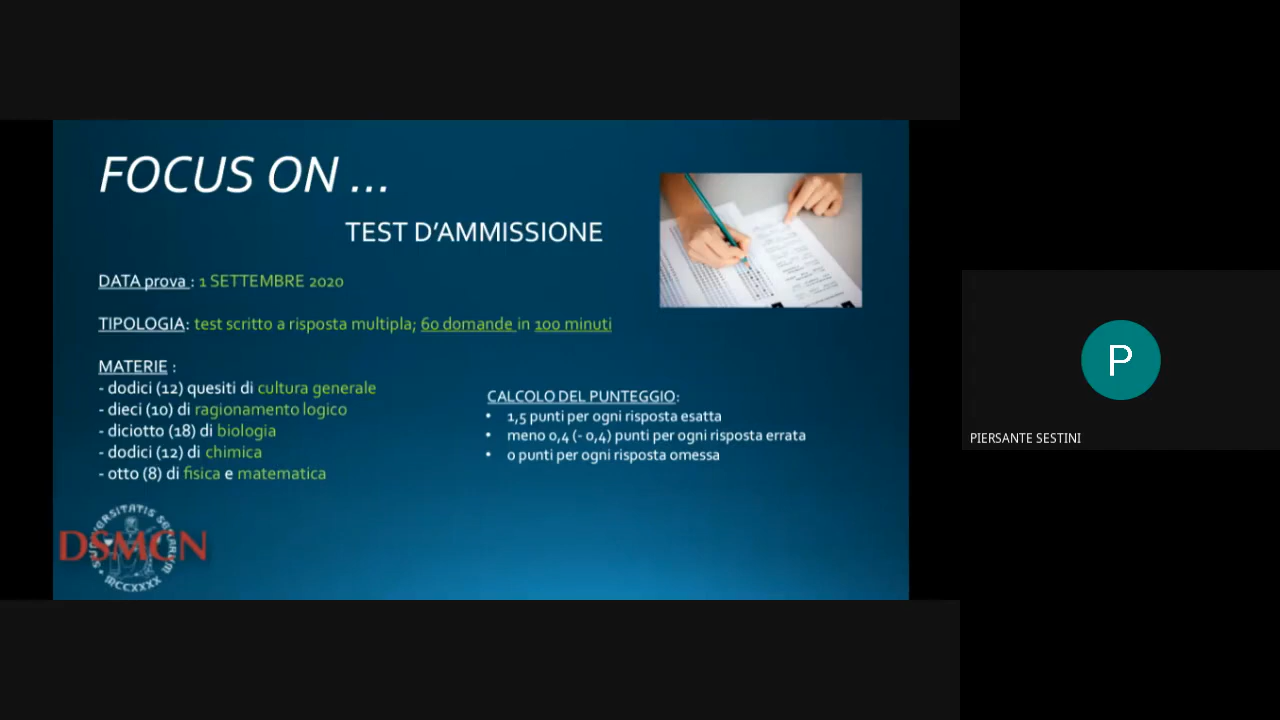 FOCUS ON ...
TEST D'AMMISSIONE
DATA prova : 1 SETTEMBRE 2020
TIPOLOGIA: test scritto a risposta multipla; 60 domande in 100 minuti
MATERIE :
- dodici (12) quesiti di cultura generale
- dieci (10) di ragionamento logico
- diciotto (18) di biologia
- dodici (12) di chimica
- otto (8) di fisica e matematica
CALCOLO DEL PUNTEGGIO:
• 1,5 punti per ogni risposta esatta
• meno 0,4 (- 0,4) punti per ogni risposta errata
• 0 punti per ogni risposta omessa
DSMCN
MCCXXXX
P
PIERSANTE SESTINI